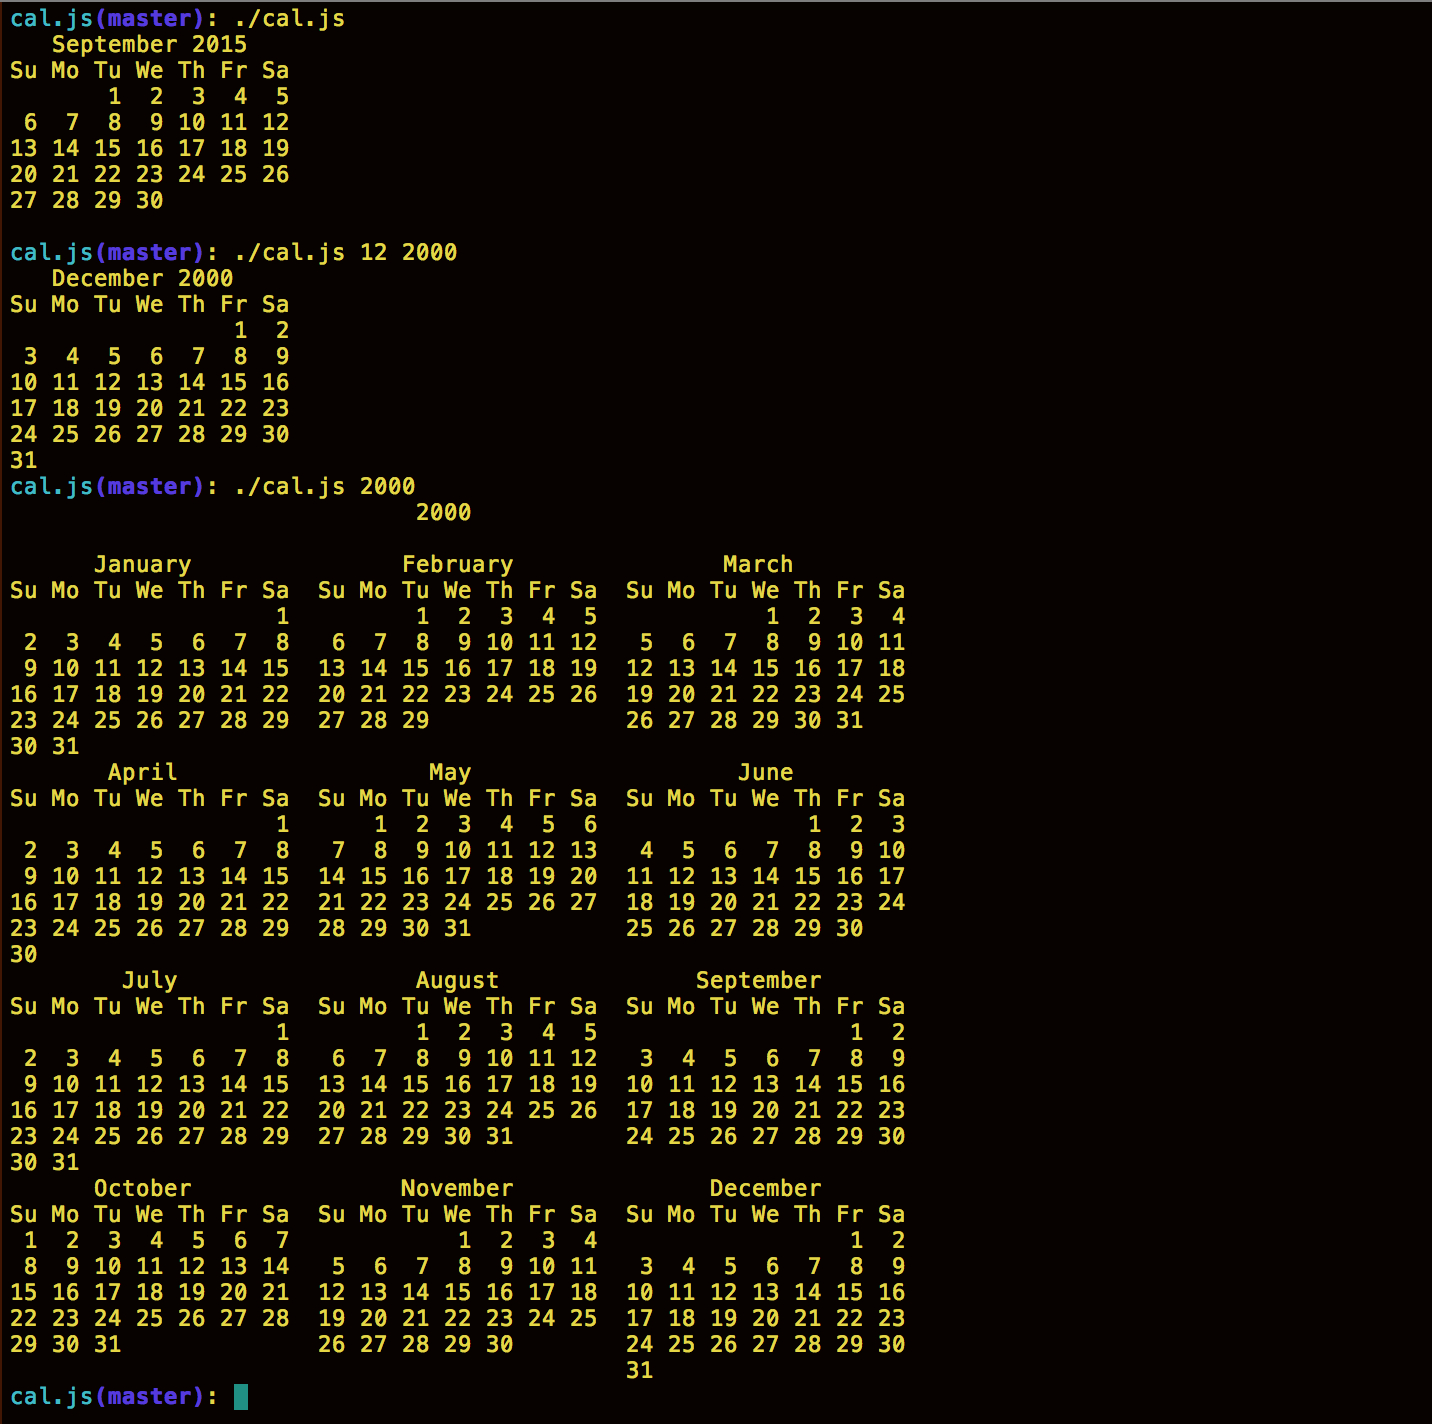 cal.js(master): ./cal.js
   September 2015
Su Mo Tu We Th Fr Sa
       1  2  3  4  5
 6  7  8  9 10 11 12
13 14 15 16 17 18 19
20 21 22 23 24 25 26
27 28 29 30

cal.js(master): ./cal.js 12 2000
   December 2000
Su Mo Tu We Th Fr Sa
                1  2
 3  4  5  6  7  8  9
10 11 12 13 14 15 16
17 18 19 20 21 22 23
24 25 26 27 28 29 30
31
cal.js(master): ./cal.js 2000
                             2000

      January               February               March
Su Mo Tu We Th Fr Sa  Su Mo Tu We Th Fr Sa  Su Mo Tu We Th Fr Sa
                   1         1  2  3  4  5            1  2  3  4
 2  3  4  5  6  7  8   6  7  8  9 10 11 12   5  6  7  8  9 10 11
 9 10 11 12 13 14 15  13 14 15 16 17 18 19  12 13 14 15 16 17 18
16 17 18 19 20 21 22  20 21 22 23 24 25 26  19 20 21 22 23 24 25
23 24 25 26 27 28 29  27 28 29              26 27 28 29 30 31
30 31
       April                  May                   June
Su Mo Tu We Th Fr Sa  Su Mo Tu We Th Fr Sa  Su Mo Tu We Th Fr Sa
                   1      1  2  3  4  5  6               1  2  3
 2  3  4  5  6  7  8   7  8  9 10 11 12 13   4  5  6  7  8  9 10
 9 10 11 12 13 14 15  14 15 16 17 18 19 20  11 12 13 14 15 16 17
16 17 18 19 20 21 22  21 22 23 24 25 26 27  18 19 20 21 22 23 24
23 24 25 26 27 28 29  28 29 30 31           25 26 27 28 29 30
30
        July                 August              September
Su Mo Tu We Th Fr Sa  Su Mo Tu We Th Fr Sa  Su Mo Tu We Th Fr Sa
                   1         1  2  3  4  5                  1  2
 2  3  4  5  6  7  8   6  7  8  9 10 11 12   3  4  5  6  7  8  9
 9 10 11 12 13 14 15  13 14 15 16 17 18 19  10 11 12 13 14 15 16
16 17 18 19 20 21 22  20 21 22 23 24 25 26  17 18 19 20 21 22 23
23 24 25 26 27 28 29  27 28 29 30 31        24 25 26 27 28 29 30
30 31
      October               November              December
Su Mo Tu We Th Fr Sa  Su Mo Tu We Th Fr Sa  Su Mo Tu We Th Fr Sa
 1  2  3  4  5  6  7            1  2  3  4                  1  2
 8  9 10 11 12 13 14   5  6  7  8  9 10 11   3  4  5  6  7  8  9
15 16 17 18 19 20 21  12 13 14 15 16 17 18  10 11 12 13 14 15 16
22 23 24 25 26 27 28  19 20 21 22 23 24 25  17 18 19 20 21 22 23
29 30 31              26 27 28 29 30        24 25 26 27 28 29 30
                                            31
cal.js(master):